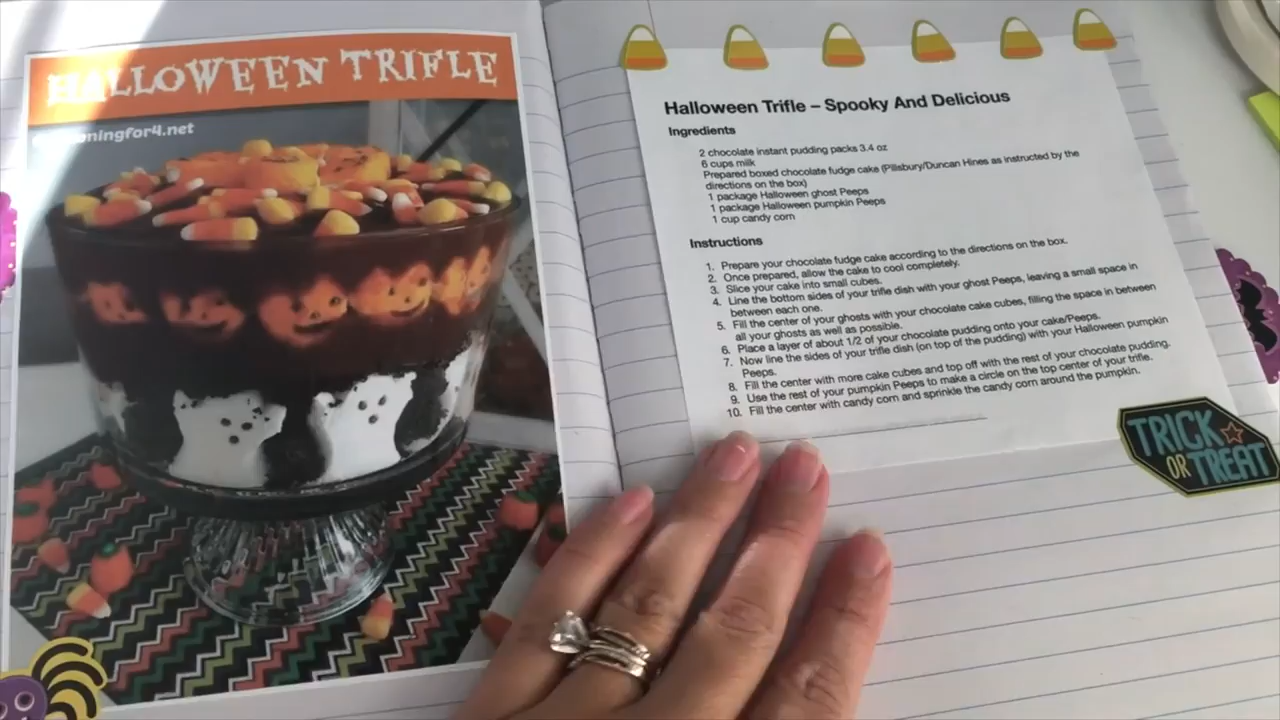 HALLOWEEN TRIFLE
ningfor4.net
Halloween Trifle – Spooky And Delicious
Ingredients
2 chocolate instant pudding packs 3.4 oz
6 cups milk
Prepared boxed chocolate fudge cake (Pillsbury/Duncan Hines as instructed by the
directions on the box)
1 package Halloween ghost Peeps
1 package Halloween pumpkin Peeps
1 cup candy corn
Instructions
1. Prepare your chocolate fudge cake according to the directions on the box.
2. Once prepared, allow the cake to cool completely.
3. Slice your cake into small cubes.
4. Line the bottom sides of your trifle dish with your ghost Peeps, leaving a small space in
between each one.
5. Fill the center of your ghosts with your chocolate cake cubes, filling the space in between
all your ghosts as well as possible.
6. Place a layer of about 1/2 of your chocolate pudding onto your cake/Peeps.
7. Now line the sides of your trifle dish (on top of the pudding) with your Halloween pumpkin
Peeps.
8. Fill the center with more cake cubes and top off with the rest of your chocolate pudding.
9. Use the rest of your pumpkin Peeps to make a circle on the top center of your trifle.
10. Fill the center with candy corn and sprinkle the candy corn around the pumpkin.
TRICK
OR TREAT